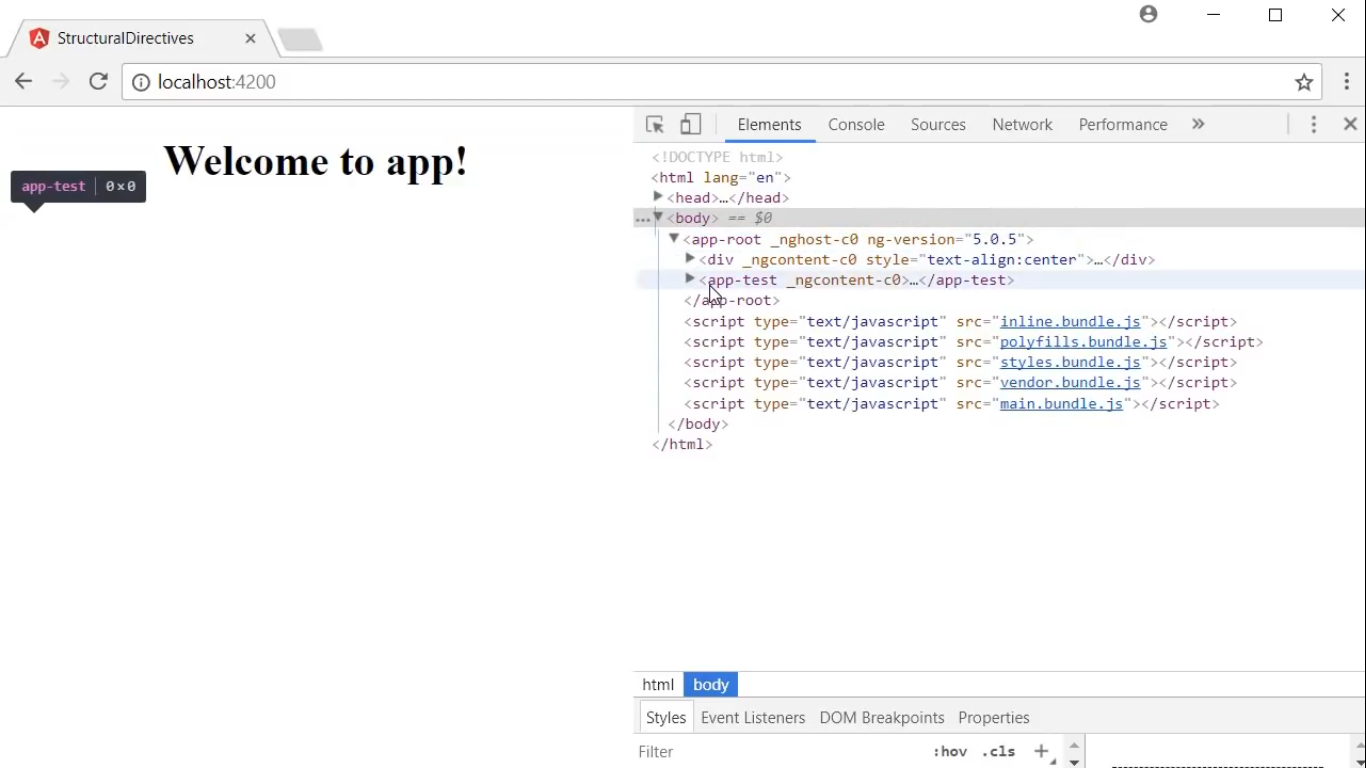 StructuralDirectives
localhost:4200
Welcome to app!
app-test 0×0
Elements Console Sources Network Performance »
<!DOCTYPE html>
<html lang="en">
<head>…</head>
<body> == $0
<app-root _nghost-c0 ng-version="5.0.5">
<div _ngcontent-c0 style="text-align:center">…</div>
<app-test _ngcontent-c0>…</app-test>
</app-root>
<script type="text/javascript" src="inline.bundle.js"></script>
<script type="text/javascript" src="polyfills.bundle.js"></script>
<script type="text/javascript" src="styles.bundle.js"></script>
<script type="text/javascript" src="vendor.bundle.js"></script>
<script type="text/javascript" src="main.bundle.js"></script>
</body>
</html>
html body
Styles Event Listeners DOM Breakpoints Properties
Filter :hov .cls +